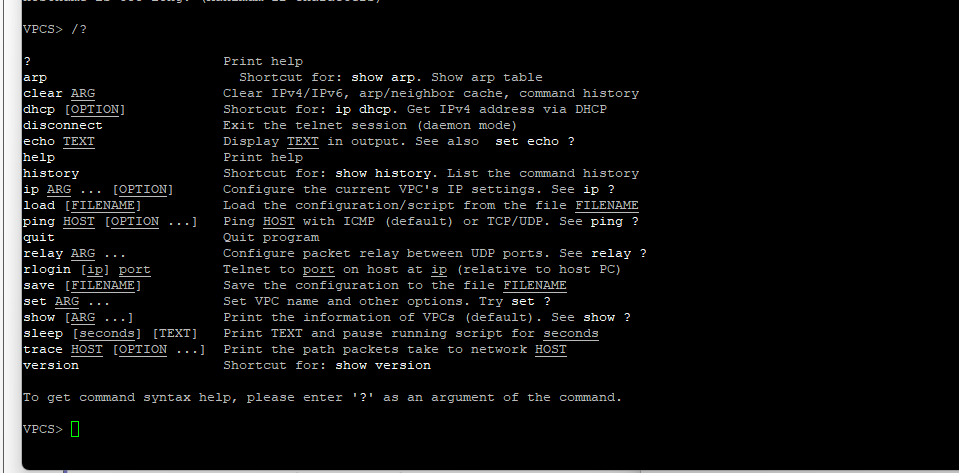 VPCS> /?
? Print help
arp Shortcut for: show arp. Show arp table
clear ARG Clear IPv4/IPv6, arp/neighbor cache, command history
dhcp [OPTION] Shortcut for: ip dhcp. Get IPv4 address via DHCP
disconnect Exit the telnet session (daemon mode)
echo TEXT Display TEXT in output. See also set echo ?
help Print help
history Shortcut for: show history. List the command history
ip ARG ... [OPTION] Configure the current VPC's IP settings. See ip ?
load [FILENAME] Load the configuration/script from the file FILENAME
ping HOST [OPTION ...] Ping HOST with ICMP (default) or TCP/UDP. See ping ?
quit Quit program
relay ARG ... Configure packet relay between UDP ports. See relay ?
rlogin [ip] port Telnet to port on host at ip (relative to host PC)
save [FILENAME] Save the configuration to the file FILENAME
set ARG ... Set VPC name and other options. Try set ?
show [ARG ...] Print the information of VPCs (default). See show ?
sleep [seconds] [TEXT] Print TEXT and pause running script for seconds
trace HOST [OPTION ...] Print the path packets take to network HOST
version Shortcut for: show version
To get command syntax help, please enter '?' as an argument of the command.
VPCS>